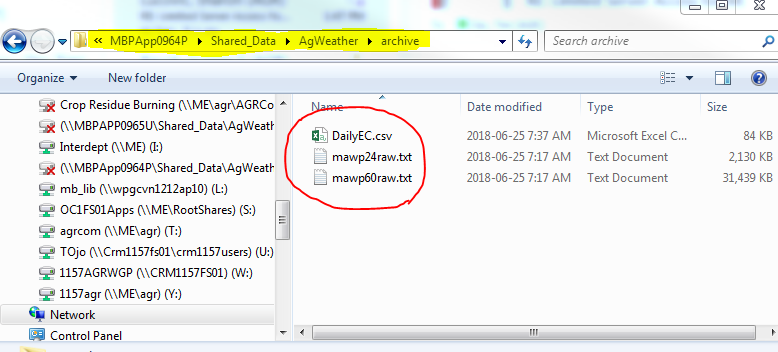 « MBPApp0964P Shared_Data AgWeather archive
Search archive
Organize New folder
Crop Residue Burning (\\ME\agr\AGRCo
(\\MBPAPP0965U\Shared_Data\AgWeath
Interdept (\\ME) (I:)
(\\MBPAPP0964P\Shared_Data\AgWeath
mb_lib (\\wpgcvn1212ap10) (L:)
OC1FS01Apps (\\ME\RootShares) (S:)
agrcom (\\ME\agr) (T:)
TOjo (\\Crm1157fs01\crm1157users) (U:)
1157AGRWGP (\\CRM1157FS01) (W:)
1157agr (\\ME\agr) (Y:)
Network
Control Panel
Name Date modified Type Size
DailyEC.csv 2018-06-25 7:37 AM Microsoft Excel C... 84 KB
mawp24raw.txt 2018-06-25 7:17 AM Text Document 2,130 KB
mawp60raw.txt 2018-06-25 7:17 AM Text Document 31,439 KB